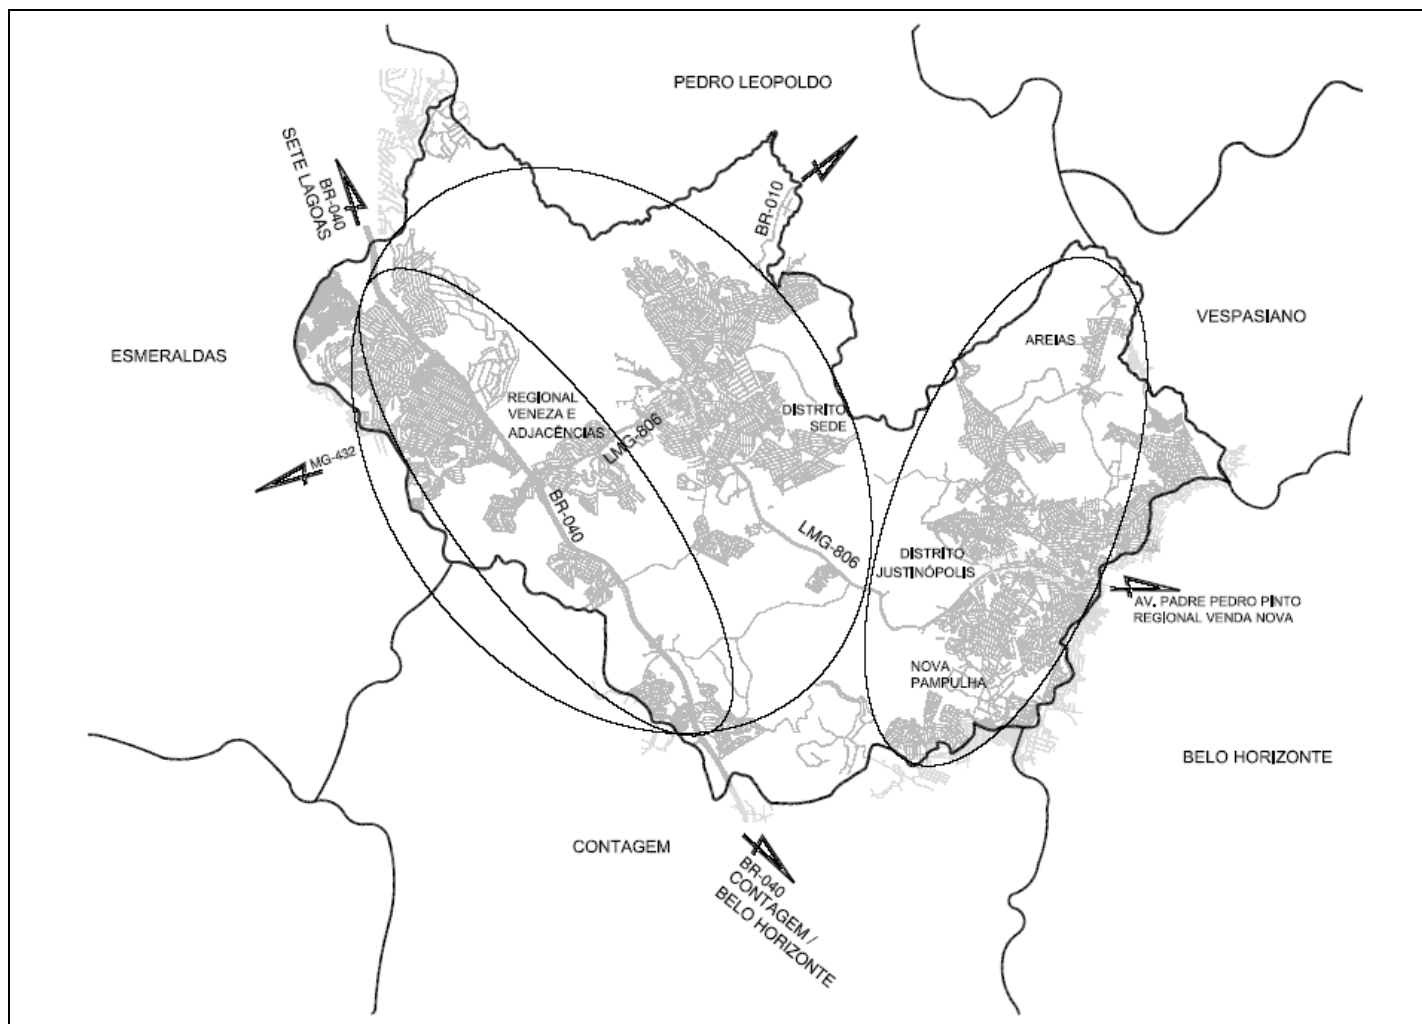 PEDRO LEOPOLDO
SETE LAGOAS
BR-040
BR-010
VESPASIANO
AREIAS
ESMERALDAS
REGIONAL
VENEZA E
ADJACÊNCIAS
DISTRITO
SEDE
LMG-806
MG-432
BR-040
LMG-806
DISTRITO
JUSTINÓPOLIS
AV. PADRE PEDRO PINTO
REGIONAL VENDA NOVA
NOVA
PAMPULHA
BELO HORIZONTE
CONTAGEM
BR-040
CONTAGEM /
BELO HORIZONTE